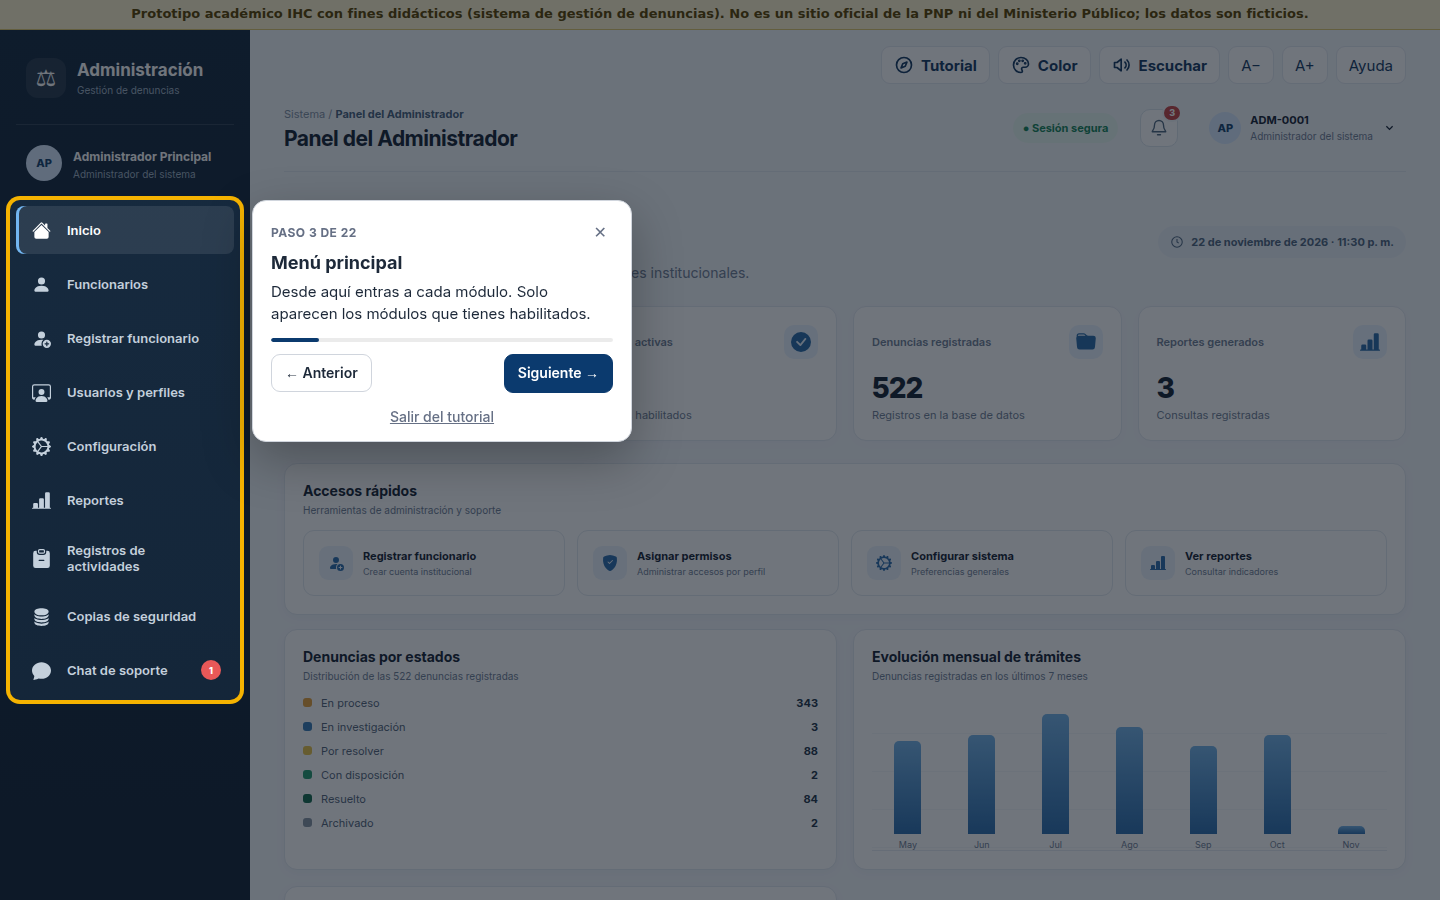 Prototipo académico IHC con fines didácticos (sistema de gestión de denuncias). No es un sitio oficial de la PNP ni del Ministerio Público; los datos son ficticios.
Administración
Gestión de denuncias
AP
Administrador Principal
Administrador del sistema
Inicio
Funcionarios
Registrar funcionario
Usuarios y perfiles
Configuración
Reportes
Registros de
actividades
Copias de seguridad
Chat de soporte 1
Tutorial
Color
Escuchar
A−
A+
Ayuda
Sistema / Panel del Administrador
Panel del Administrador
Sesión segura
3
AP
ADM-0001
Administrador del sistema
22 de noviembre de 2026 · 11:30 p. m.
es institucionales.
PASO 3 DE 22
✕
Menú principal
Desde aquí entras a cada módulo. Solo
aparecen los módulos que tienes habilitados.
← Anterior
Siguiente →
Salir del tutorial
activas
habilitados
Denuncias registradas
522
Registros en la base de datos
Reportes generados
3
Consultas registradas
Accesos rápidos
Herramientas de administración y soporte
Registrar funcionario
Crear cuenta institucional
Asignar permisos
Administrar accesos por perfil
Configurar sistema
Preferencias generales
Ver reportes
Consultar indicadores
Denuncias por estados
Distribución de las 522 denuncias registradas
En proceso 343
En investigación 3
Por resolver 88
Con disposición 2
Resuelto 84
Archivado 2
Evolución mensual de trámites
Denuncias registradas en los últimos 7 meses
May Jun Jul Ago Sep Oct Nov